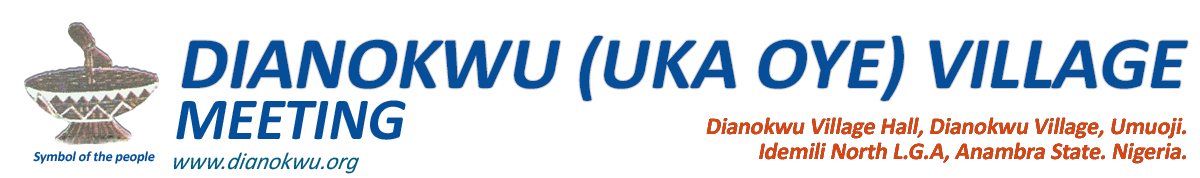 DIANOKWU (UKA OYE) VILLAGE
MEETING
Dianokwu Village Hall, Dianokwu Village, Umuoji.
Idemili North L.G.A, Anambra State. Nigeria.
Symbol of the people
www.dianokwu.org